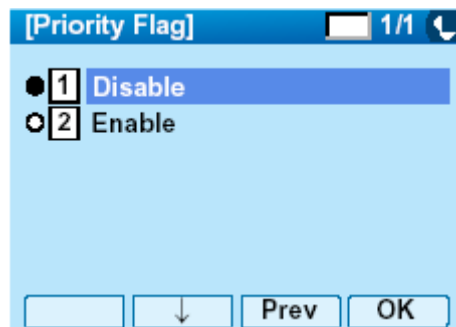 [Priority Flag] 1/1
1 Disable
2 Enable
↓ Prev OK